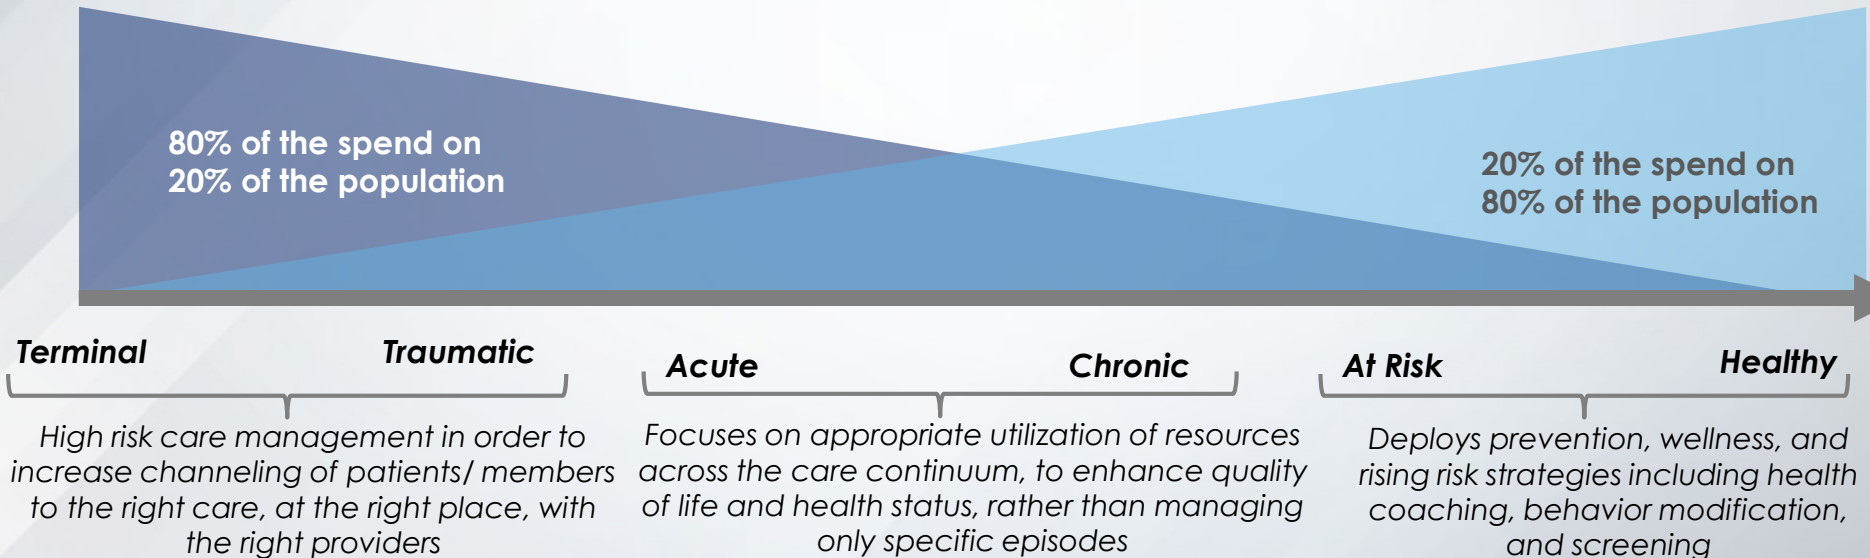 80% of the spend on
20% of the population
20% of the spend on
80% of the population
Terminal
Traumatic
High risk care management in order to
increase channeling of patients/ members
to the right care, at the right place, with
the right providers
Acute
Chronic
Focuses on appropriate utilization of resources
across the care continuum, to enhance quality
of life and health status, rather than managing
only specific episodes
At Risk
Healthy
Deploys prevention, wellness, and
rising risk strategies including health
coaching, behavior modification,
and screening